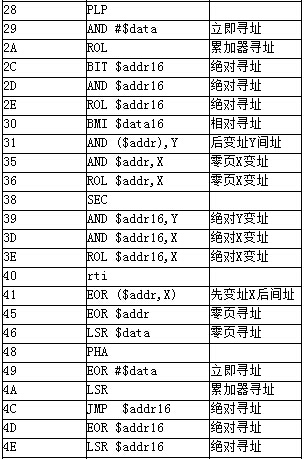 28 PLP
29 AND #$data 立即寻址
2A ROL 累加器寻址
2C BIT $addr16 绝对寻址
2D AND $addr16 绝对寻址
2E ROL $addr16 绝对寻址
30 BMI $data16 相对寻址
31 AND ($addr),Y 后变址Y间址
35 AND $addr,X 零页X变址
36 ROL $addr,X 零页X变址
38 SEC
39 AND $addr16,Y 绝对Y变址
3D AND $addr16,X 绝对X变址
3E ROL $addr16,X 绝对X变址
40 rti
41 EOR ($addr,X) 先变址X后间址
45 EOR $addr 零页寻址
46 LSR $data 零页寻址
48 PHA
49 EOR #$data 立即寻址
4A LSR 累加器寻址
4C JMP $addr16 绝对寻址
4D EOR $addr16 绝对寻址
4E LSR $addr16 绝对寻址